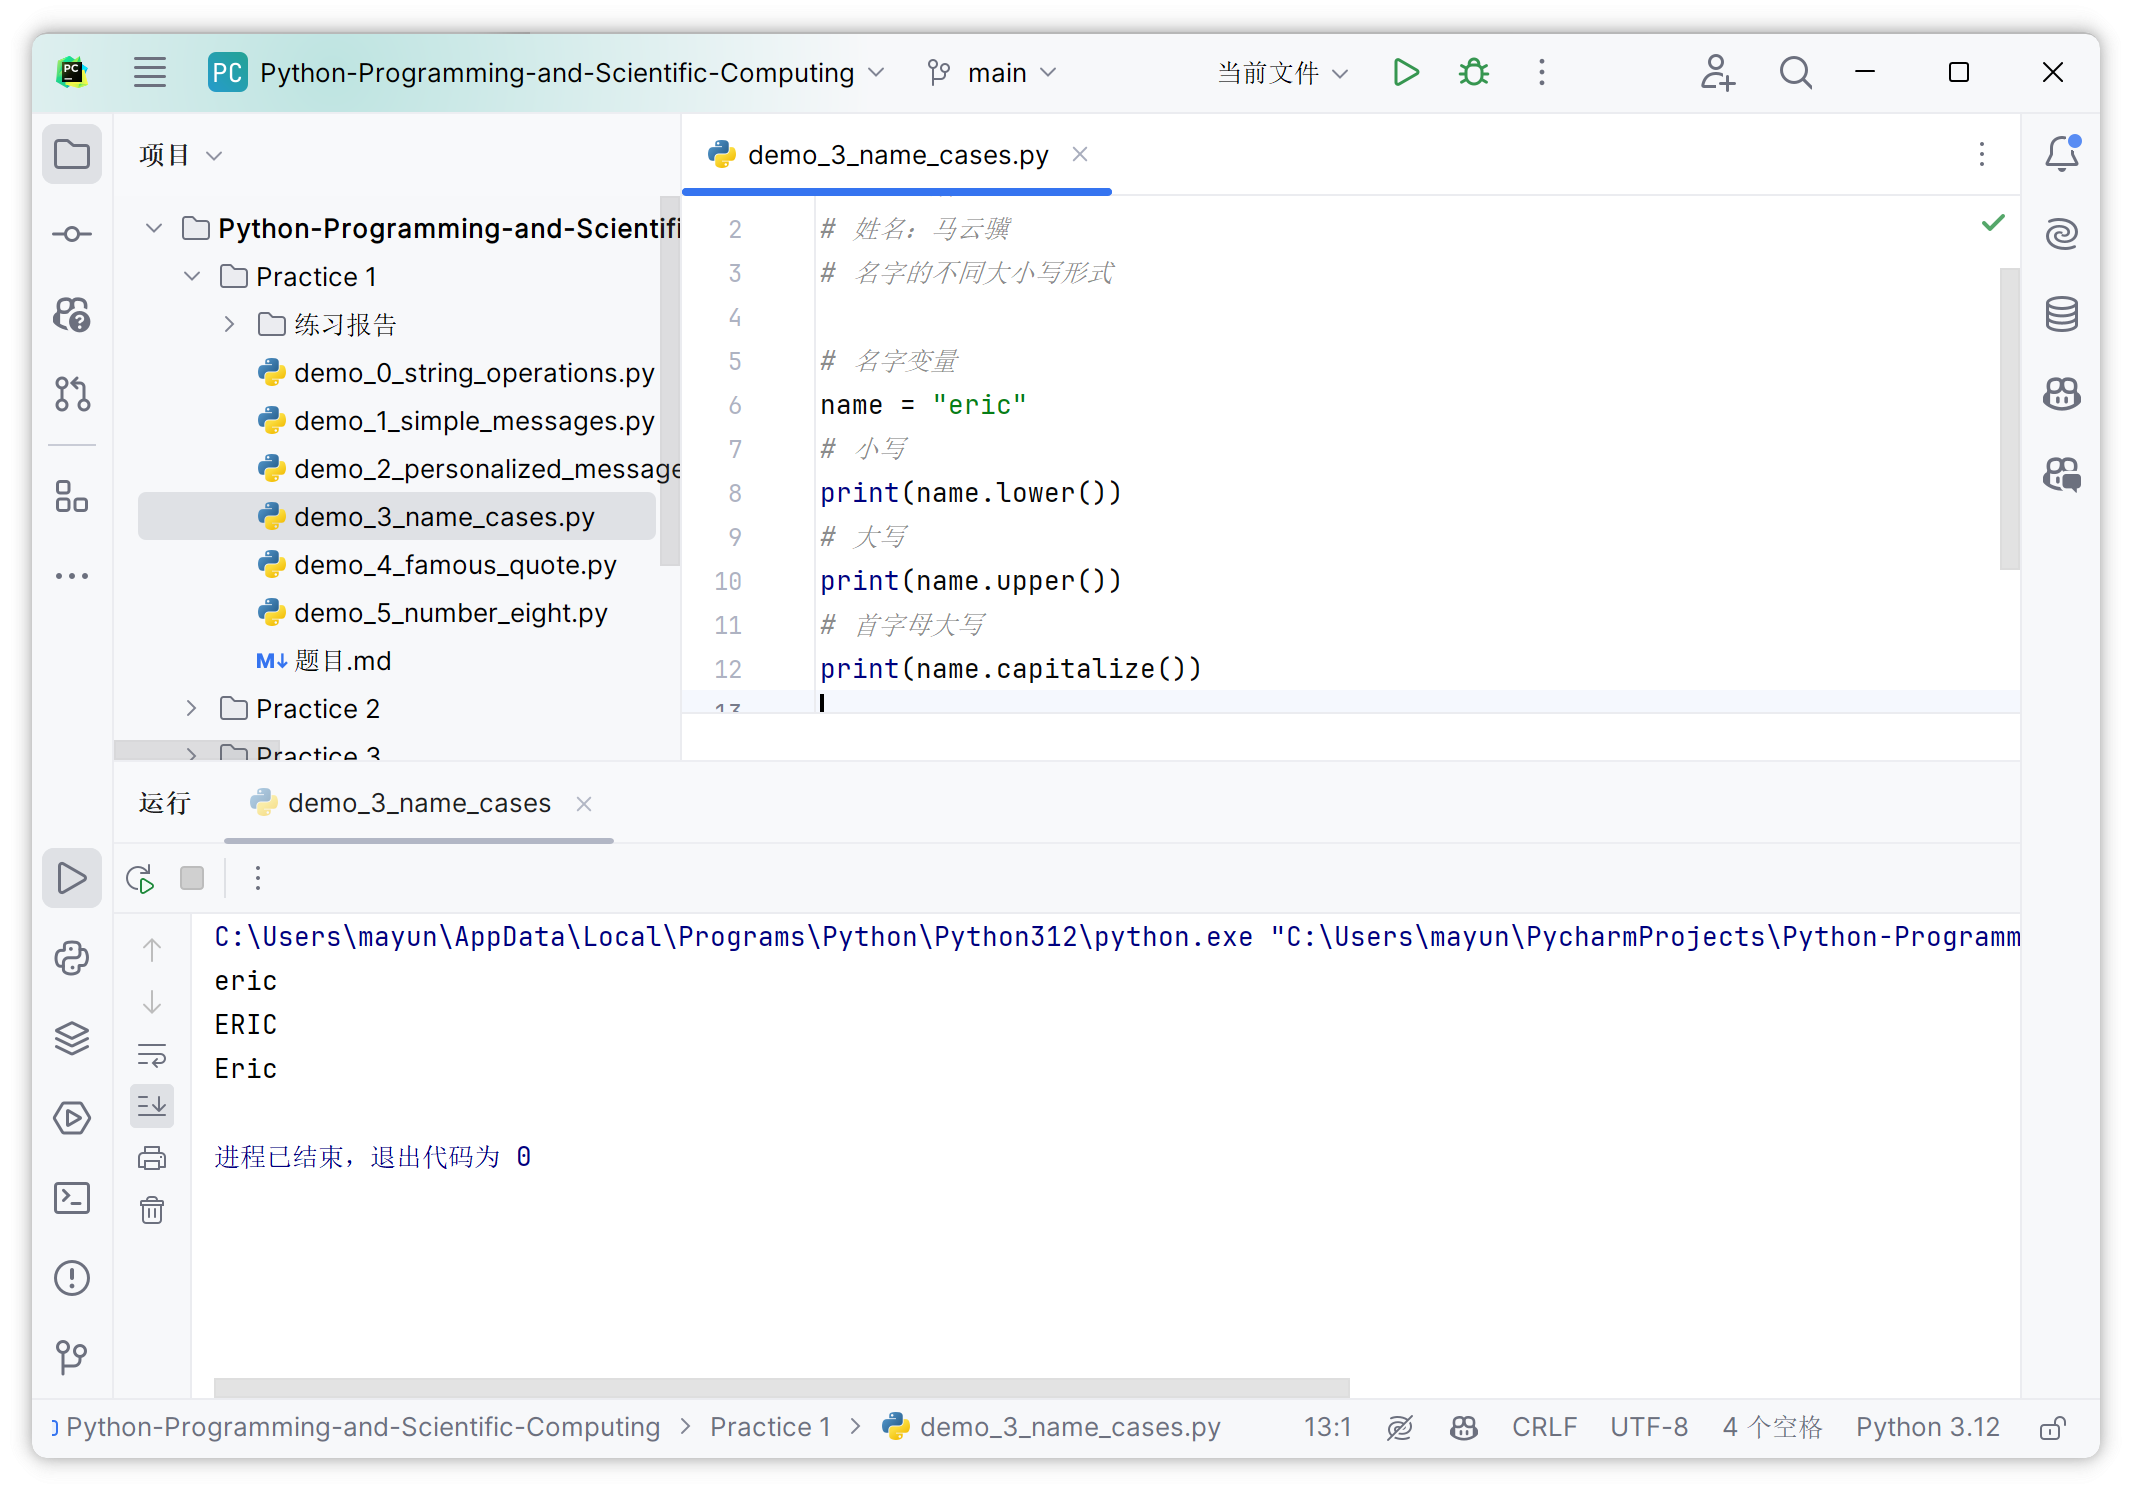 PC Python-Programming-and-Scientific-Computing main 当前文件
项目
Python-Programming-and-Scientifi
Practice 1
练习报告
demo_0_string_operations.py
demo_1_simple_messages.py
demo_2_personalized_message
demo_3_name_cases.py
demo_4_famous_quote.py
demo_5_number_eight.py
M↓ 题目.md
Practice 2
Practice 3
demo_3_name_cases.py
2 # 姓名：马云骥
3 # 名字的不同大小写形式
4
5 # 名字变量
6 name = "eric"
7 # 小写
8 print(name.lower())
9 # 大写
10 print(name.upper())
11 # 首字母大写
12 print(name.capitalize())
13
运行 demo_3_name_cases
C:\Users\mayun\AppData\Local\Programs\Python\Python312\python.exe "C:\Users\mayun\PycharmProjects\Python-Programm
eric
ERIC
Eric
进程已结束，退出代码为 0
Python-Programming-and-Scientific-Computing > Practice 1 > demo_3_name_cases.py 13:1 CRLF UTF-8 4 个空格 Python 3.12